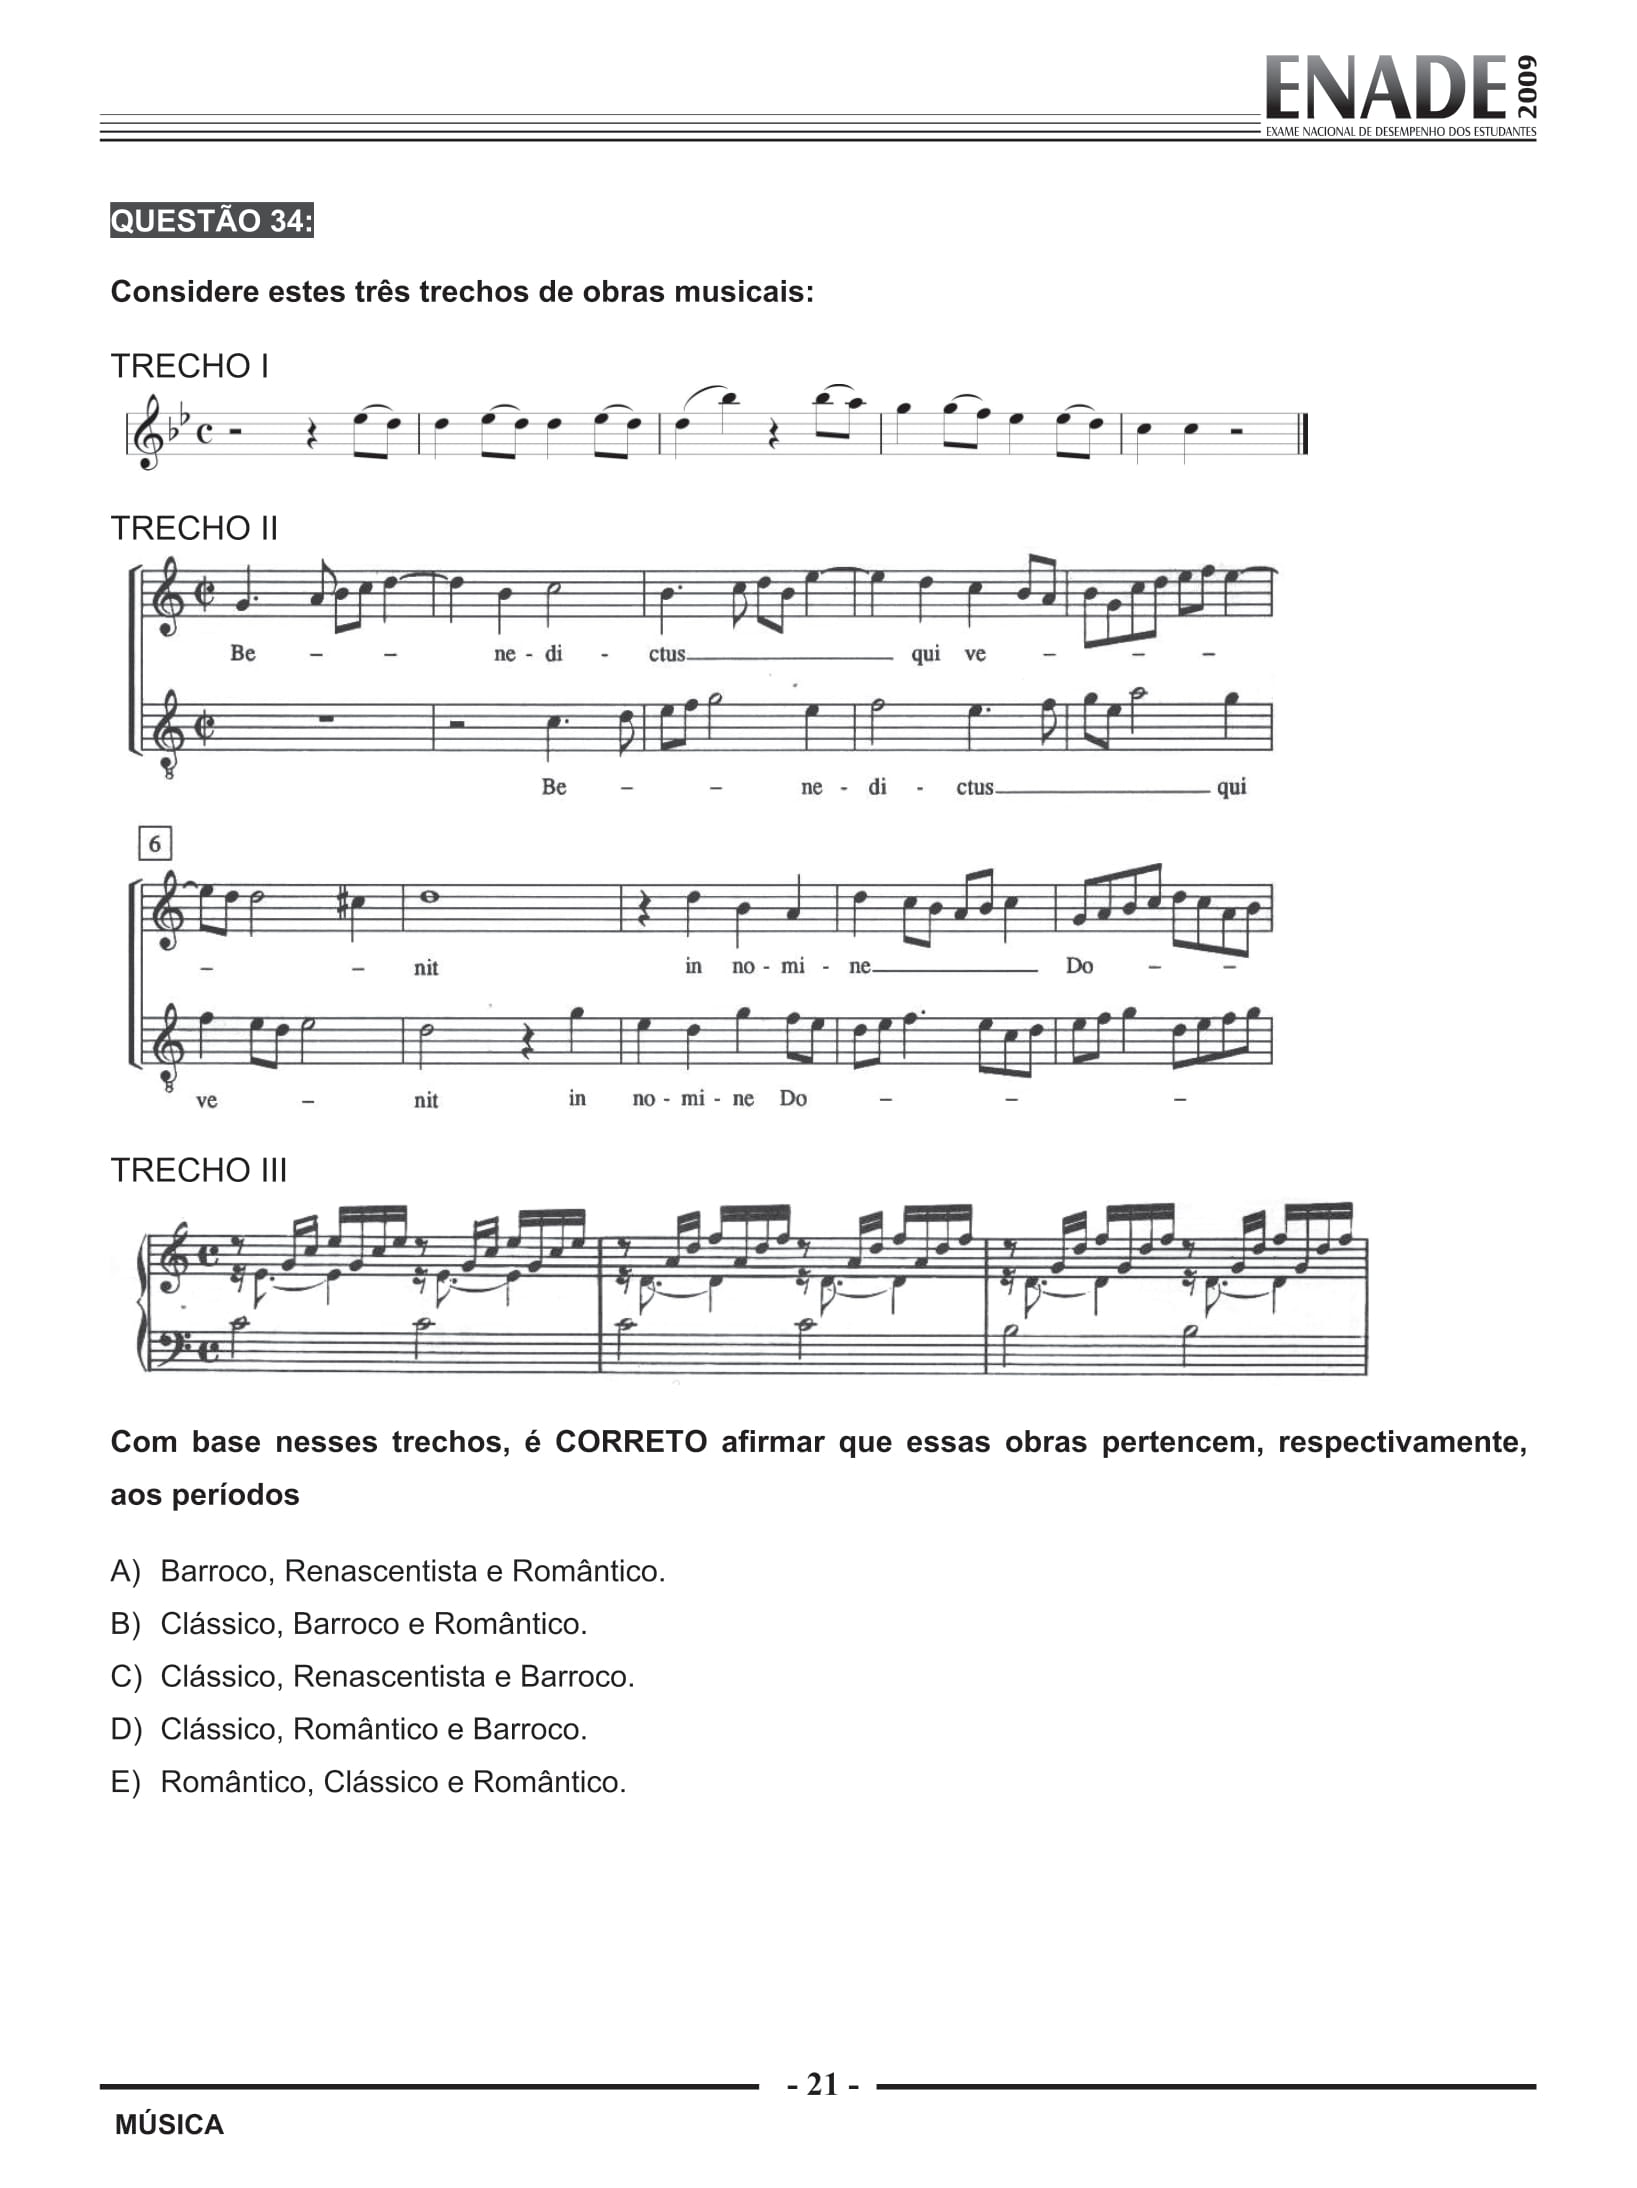 ENADE 2009
EXAME NACIONAL DE DESEMPENHO DOS ESTUDANTES
QUESTÃO 34:
Considere estes três trechos de obras musicais:
TRECHO I
TRECHO II
Be – – ne - di - ctus qui ve – – –
Be – – ne - di - ctus qui
6
– – nit in no - mi - ne Do – –
ve – nit in no - mi - ne Do – – –
TRECHO III
Com base nesses trechos, é CORRETO afirmar que essas obras pertencem, respectivamente,
aos períodos
A) Barroco, Renascentista e Romântico.
B) Clássico, Barroco e Romântico.
C) Clássico, Renascentista e Barroco.
D) Clássico, Romântico e Barroco.
E) Romântico, Clássico e Romântico.
- 21 -
MÚSICA